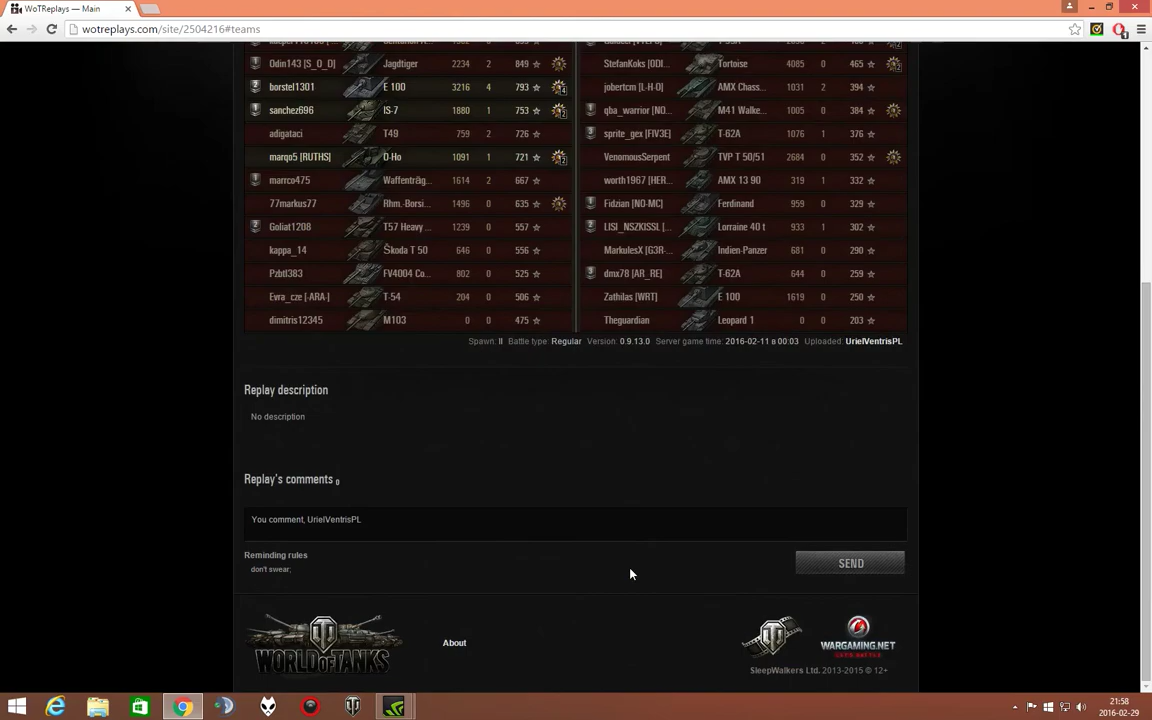 WoTReplays — Main
wotreplays.com/site/2504216#teams
Odin143 [S_O_D] Jagdtiger 2234 2 849 StefanKoks [ODI... Tortoise 4085 0 465 2
borstel1301 E 100 3216 4 793 4 jobertcm [L-H-O] AMX Chass... 1031 2 394
sanchez696 IS-7 1880 1 753 2 qba_warrior [NO... M41 Walke... 1005 0 384
adigataci T49 759 2 726 sprite_gex [FIV3E] T-62A 1076 1 376
marqo5 [RUTHS] O-Ho 1091 1 721 2 VenomousSerpent TVP T 50/51 2684 0 352
marrco475 Waffenträg... 1614 2 667 worth1967 [HER... AMX 13 90 319 1 332
77markus77 Rhm.-Borsi... 1496 0 635 Fidzian [NO-MC] Ferdinand 959 0 329
Goliat1208 T57 Heavy ... 1239 0 557 LISI_NSZKISSL [... Lorraine 40 t 933 1 302
kappa_14 Škoda T 50 646 0 556 MarkulesX [G3R-... Indien-Panzer 681 0 290
Pzbtl383 FV4004 Co... 802 0 525 dmx78 [AR_RE] T-62A 644 0 259
Evra_cze [-ARA-] T-54 204 0 506 Zathilas [WRT] E 100 1619 0 250
dimitris12345 M103 0 0 475 Theguardian Leopard 1 0 0 203
Spawn: II Battle type: Regular Version: 0.9.13.0 Server game time: 2016-02-11 в 00:03 Uploaded: UrielVentrisPL
Replay description
No description
Replay's comments 0
You comment, UrielVentrisPL
Reminding rules
don't swear;
SEND
WORLD OF TANKS
About
WARGAMING.NET
LET'S BATTLE
SleepWalkers Ltd. 2013-2015 © 12+
21:58
2016-02-29